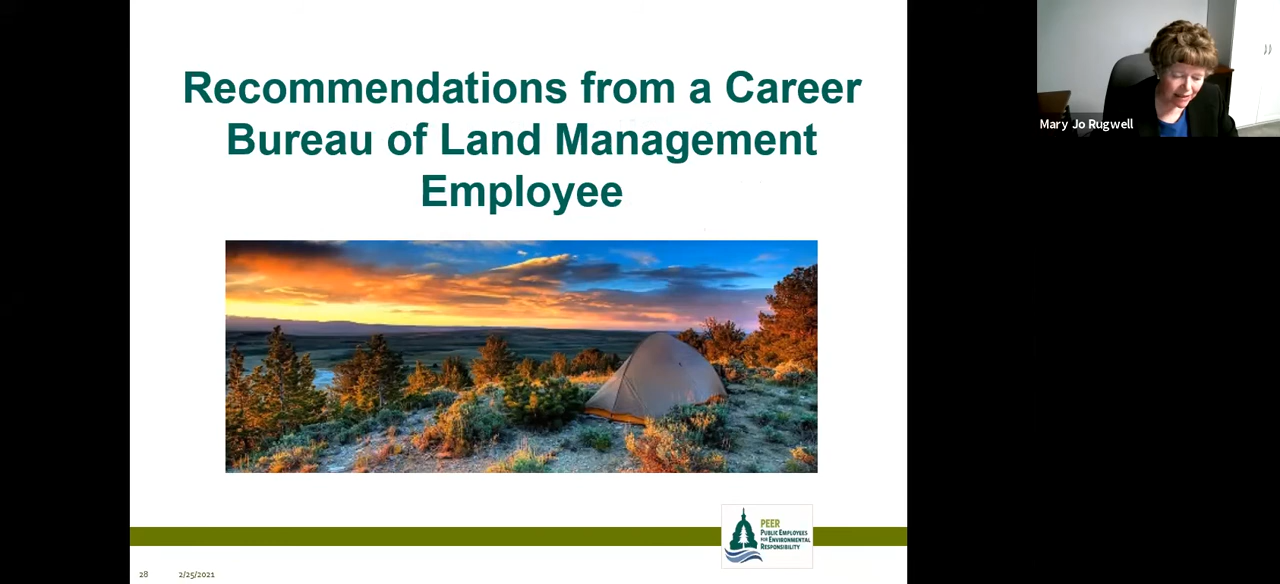 Recommendations from a Career
Bureau of Land Management
Employee
Mary Jo Rugwell
PEER
PUBLIC EMPLOYEES
FOR ENVIRONMENTAL
RESPONSIBILITY
28 2/25/2021